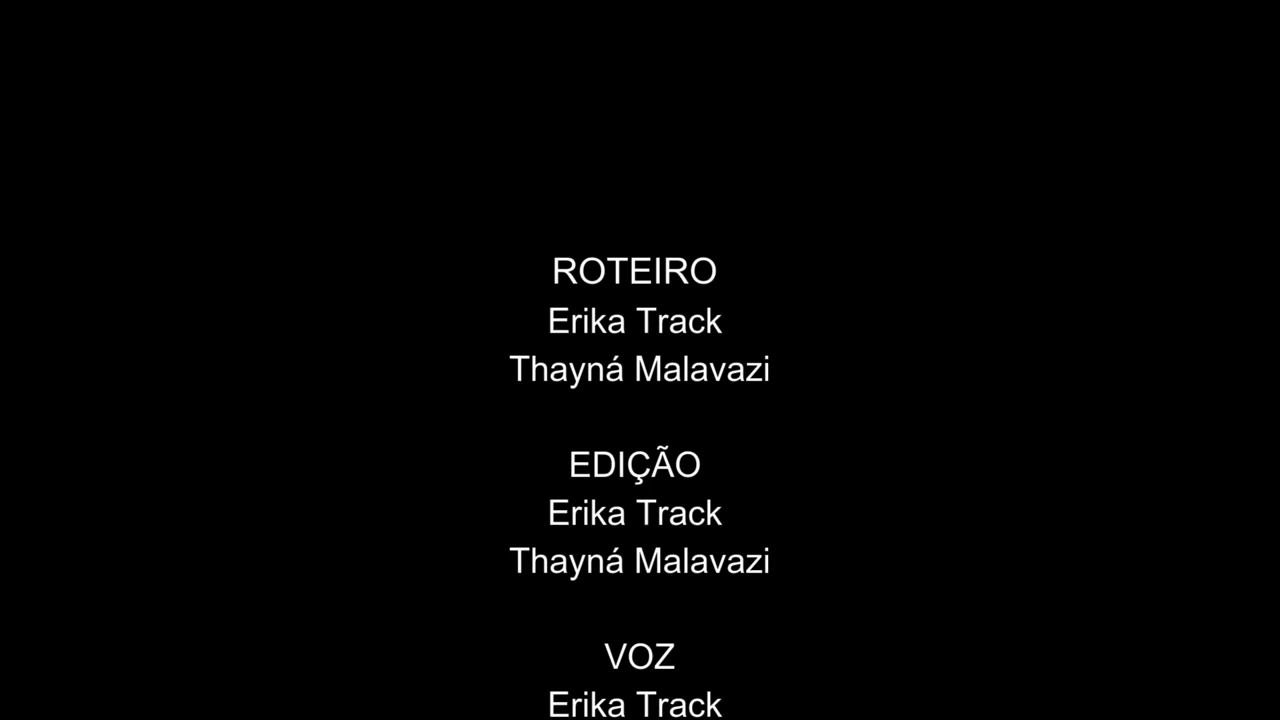 ROTEIRO
Erika Track
Thayná Malavazi
EDIÇÃO
Erika Track
Thayná Malavazi
VOZ
Erika Track